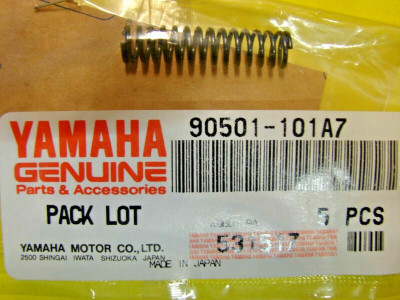 90501-101A7
YAMAHA
GENUINE
Parts & Accessories
PACK LOT
5 PCS
531517
YAMAHA MOTOR CO., LTD.
2500 SHINGAI IWATA SHIZUOKA JAPAN
MADE IN JAPAN